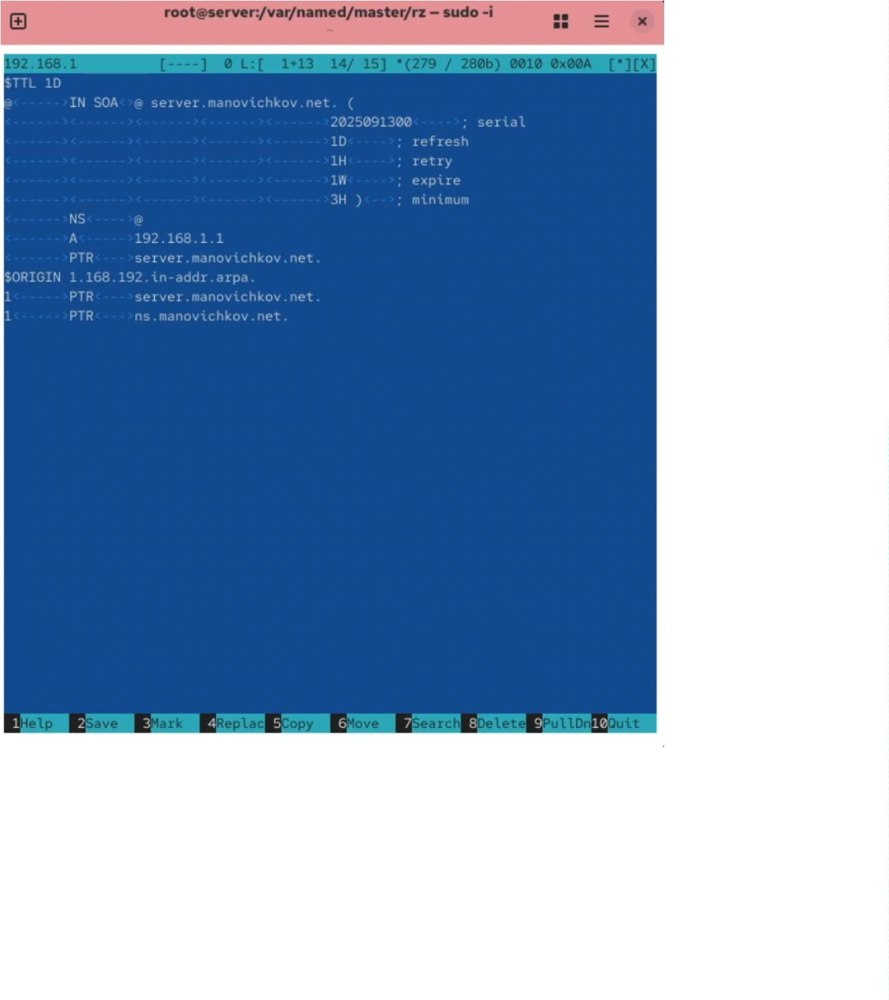 root@server:/var/named/master/rz — sudo -i
~
192.168.1 [----] 0 L:[ 1+13 14/ 15] *(279 / 280b) 0010 0x00A [*][X]
$TTL 1D
@<----->IN SOA<>@ server.manovichkov.net. (
<------><------><------><------><------>2025091300<---->; serial
<------><------><------><------><------>1D<---->; refresh
<------><------><------><------><------>1H<---->; retry
<------><------><------><------><------>1W<---->; expire
<------><------><------><------><------>3H )<-->; minimum
<------>NS<---->@
<------>A<----->192.168.1.1
<------>PTR<--->server.manovichkov.net.
$ORIGIN 1.168.192.in-addr.arpa.
1<----->PTR<--->server.manovichkov.net.
1<----->PTR<--->ns.manovichkov.net.
1Help 2Save 3Mark 4Replac 5Copy 6Move 7Search 8Delete 9PullDn 10Quit